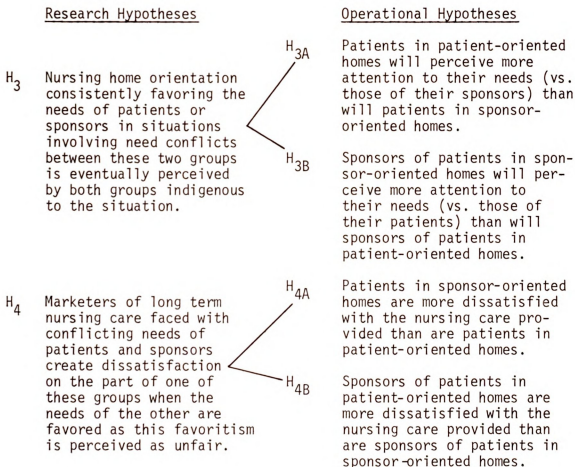 Research Hypotheses
Operational Hypotheses
H3
Nursing home orientation
consistently favoring the
needs of patients or
sponsors in situations
involving need conflicts
between these two groups
is eventually perceived
by both groups indigenous
to the situation.
H3A
Patients in patient-oriented
homes will perceive more
attention to their needs (vs.
those of their sponsors) than
will patients in sponsor-
oriented homes.
H3B
Sponsors of patients in spon-
sor-oriented homes will per-
ceive more attention to
their needs (vs. those of
their patients) than will
sponsors of patients in
patient-oriented homes.
H4
Marketers of long term
nursing care faced with
conflicting needs of
patients and sponsors
create dissatisfaction
on the part of one of
these groups when the
needs of the other are
favored as this favoritism
is perceived as unfair.
H4A
Patients in sponsor-oriented
homes are more dissatisfied
with the nursing care pro-
vided than are patients in
patient-oriented homes.
H4B
Sponsors of patients in
patient-oriented homes are
more dissatisfied with the
nursing care provided than
are sponsors of patients in
sponsor-oriented homes.